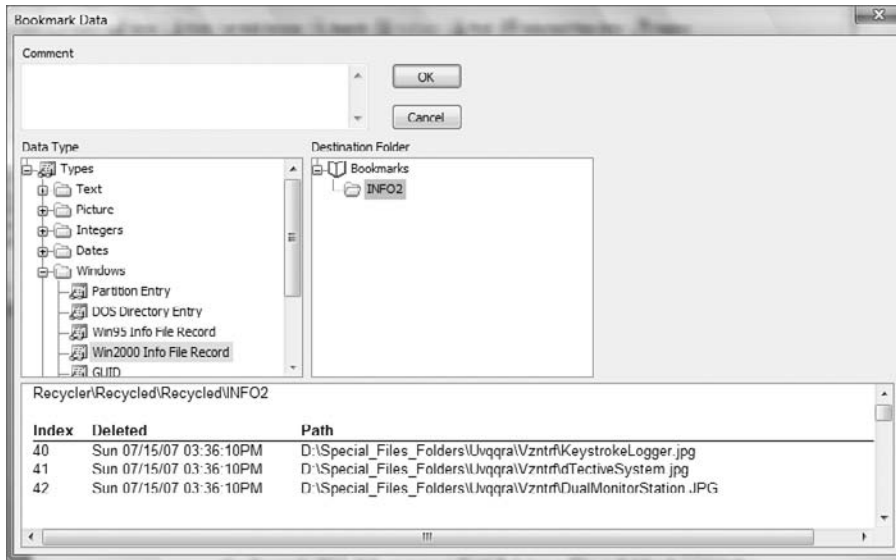 Bookmark Data
Comment
OK
Cancel
Data Type
Destination Folder
Types
Text
Picture
Integers
Dates
Windows
Partition Entry
DOS Directory Entry
Win95 Info File Record
Win2000 Info File Record
GUID
Bookmarks
INFO2
Recycler\Recycled\Recycled\INFO2
Index Deleted Path
40 Sun 07/15/07 03:36:10PM D:\Special_Files_Folders\Uvqqra\Vzntrf\KeystrokeLogger.jpg
41 Sun 07/15/07 03:36:10PM D:\Special_Files_Folders\Uvqqra\Vzntrf\dTectiveSystem.jpg
42 Sun 07/15/07 03:36:10PM D:\Special_Files_Folders\Uvqqra\Vzntrf\DualMonitorStation.JPG